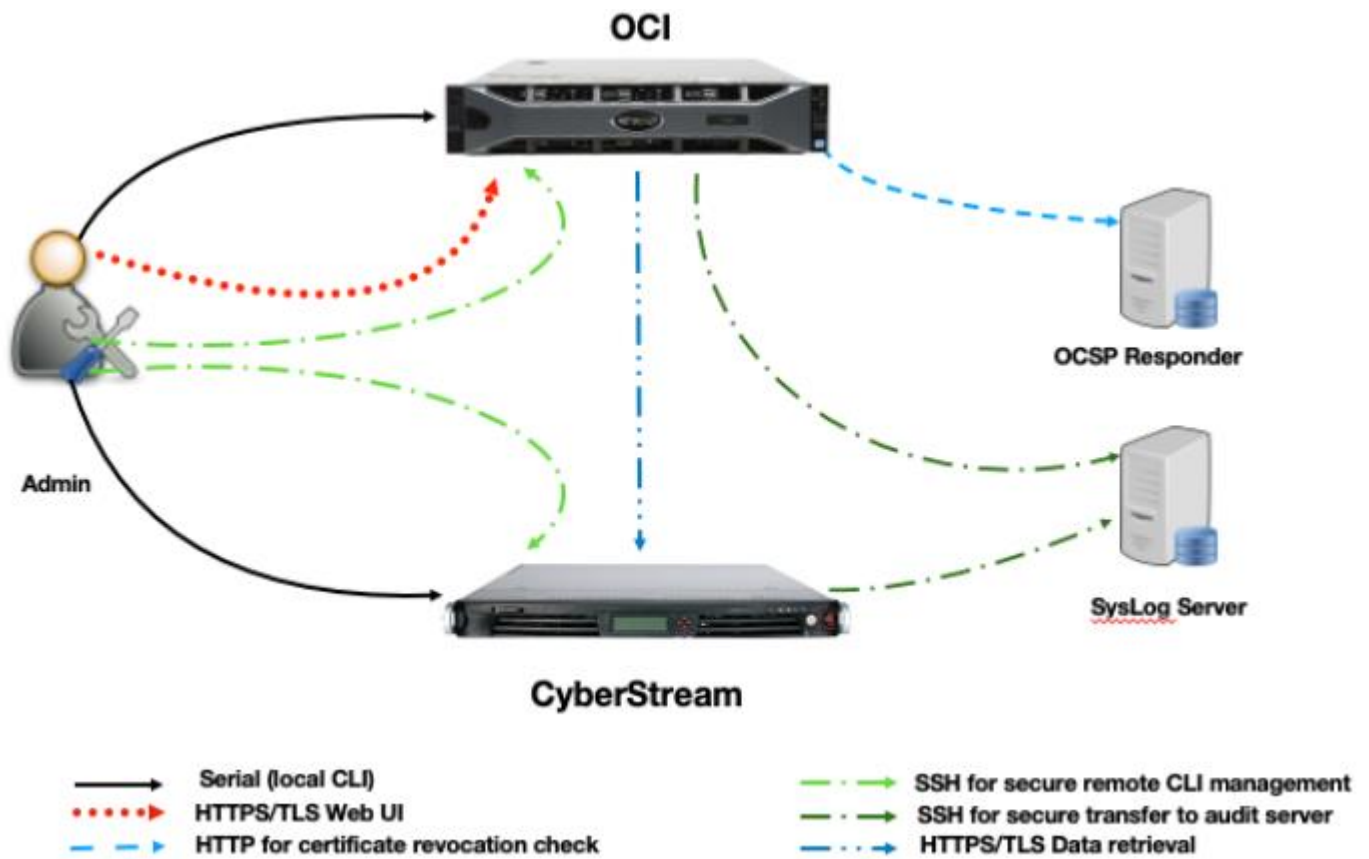 OCI
OCSP Responder
Admin
SysLog Server
CyberStream
Serial (local CLI)
HTTPS/TLS Web UI
HTTP for certificate revocation check
SSH for secure remote CLI management
SSH for secure transfer to audit server
HTTPS/TLS Data retrieval